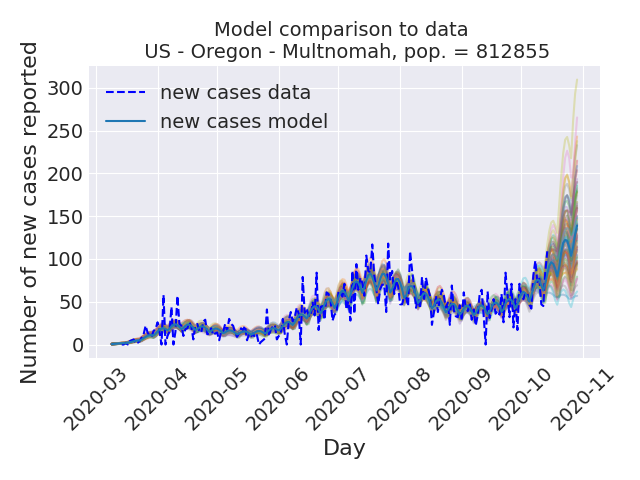 Model comparison to data
US - Oregon - Multnomah, pop. = 812855
new cases data
new cases model
Number of new cases reported
300
250
200
150
100
50
0
2020-03
2020-04
2020-05
2020-06
2020-07
2020-08
2020-09
2020-10
2020-11
Day